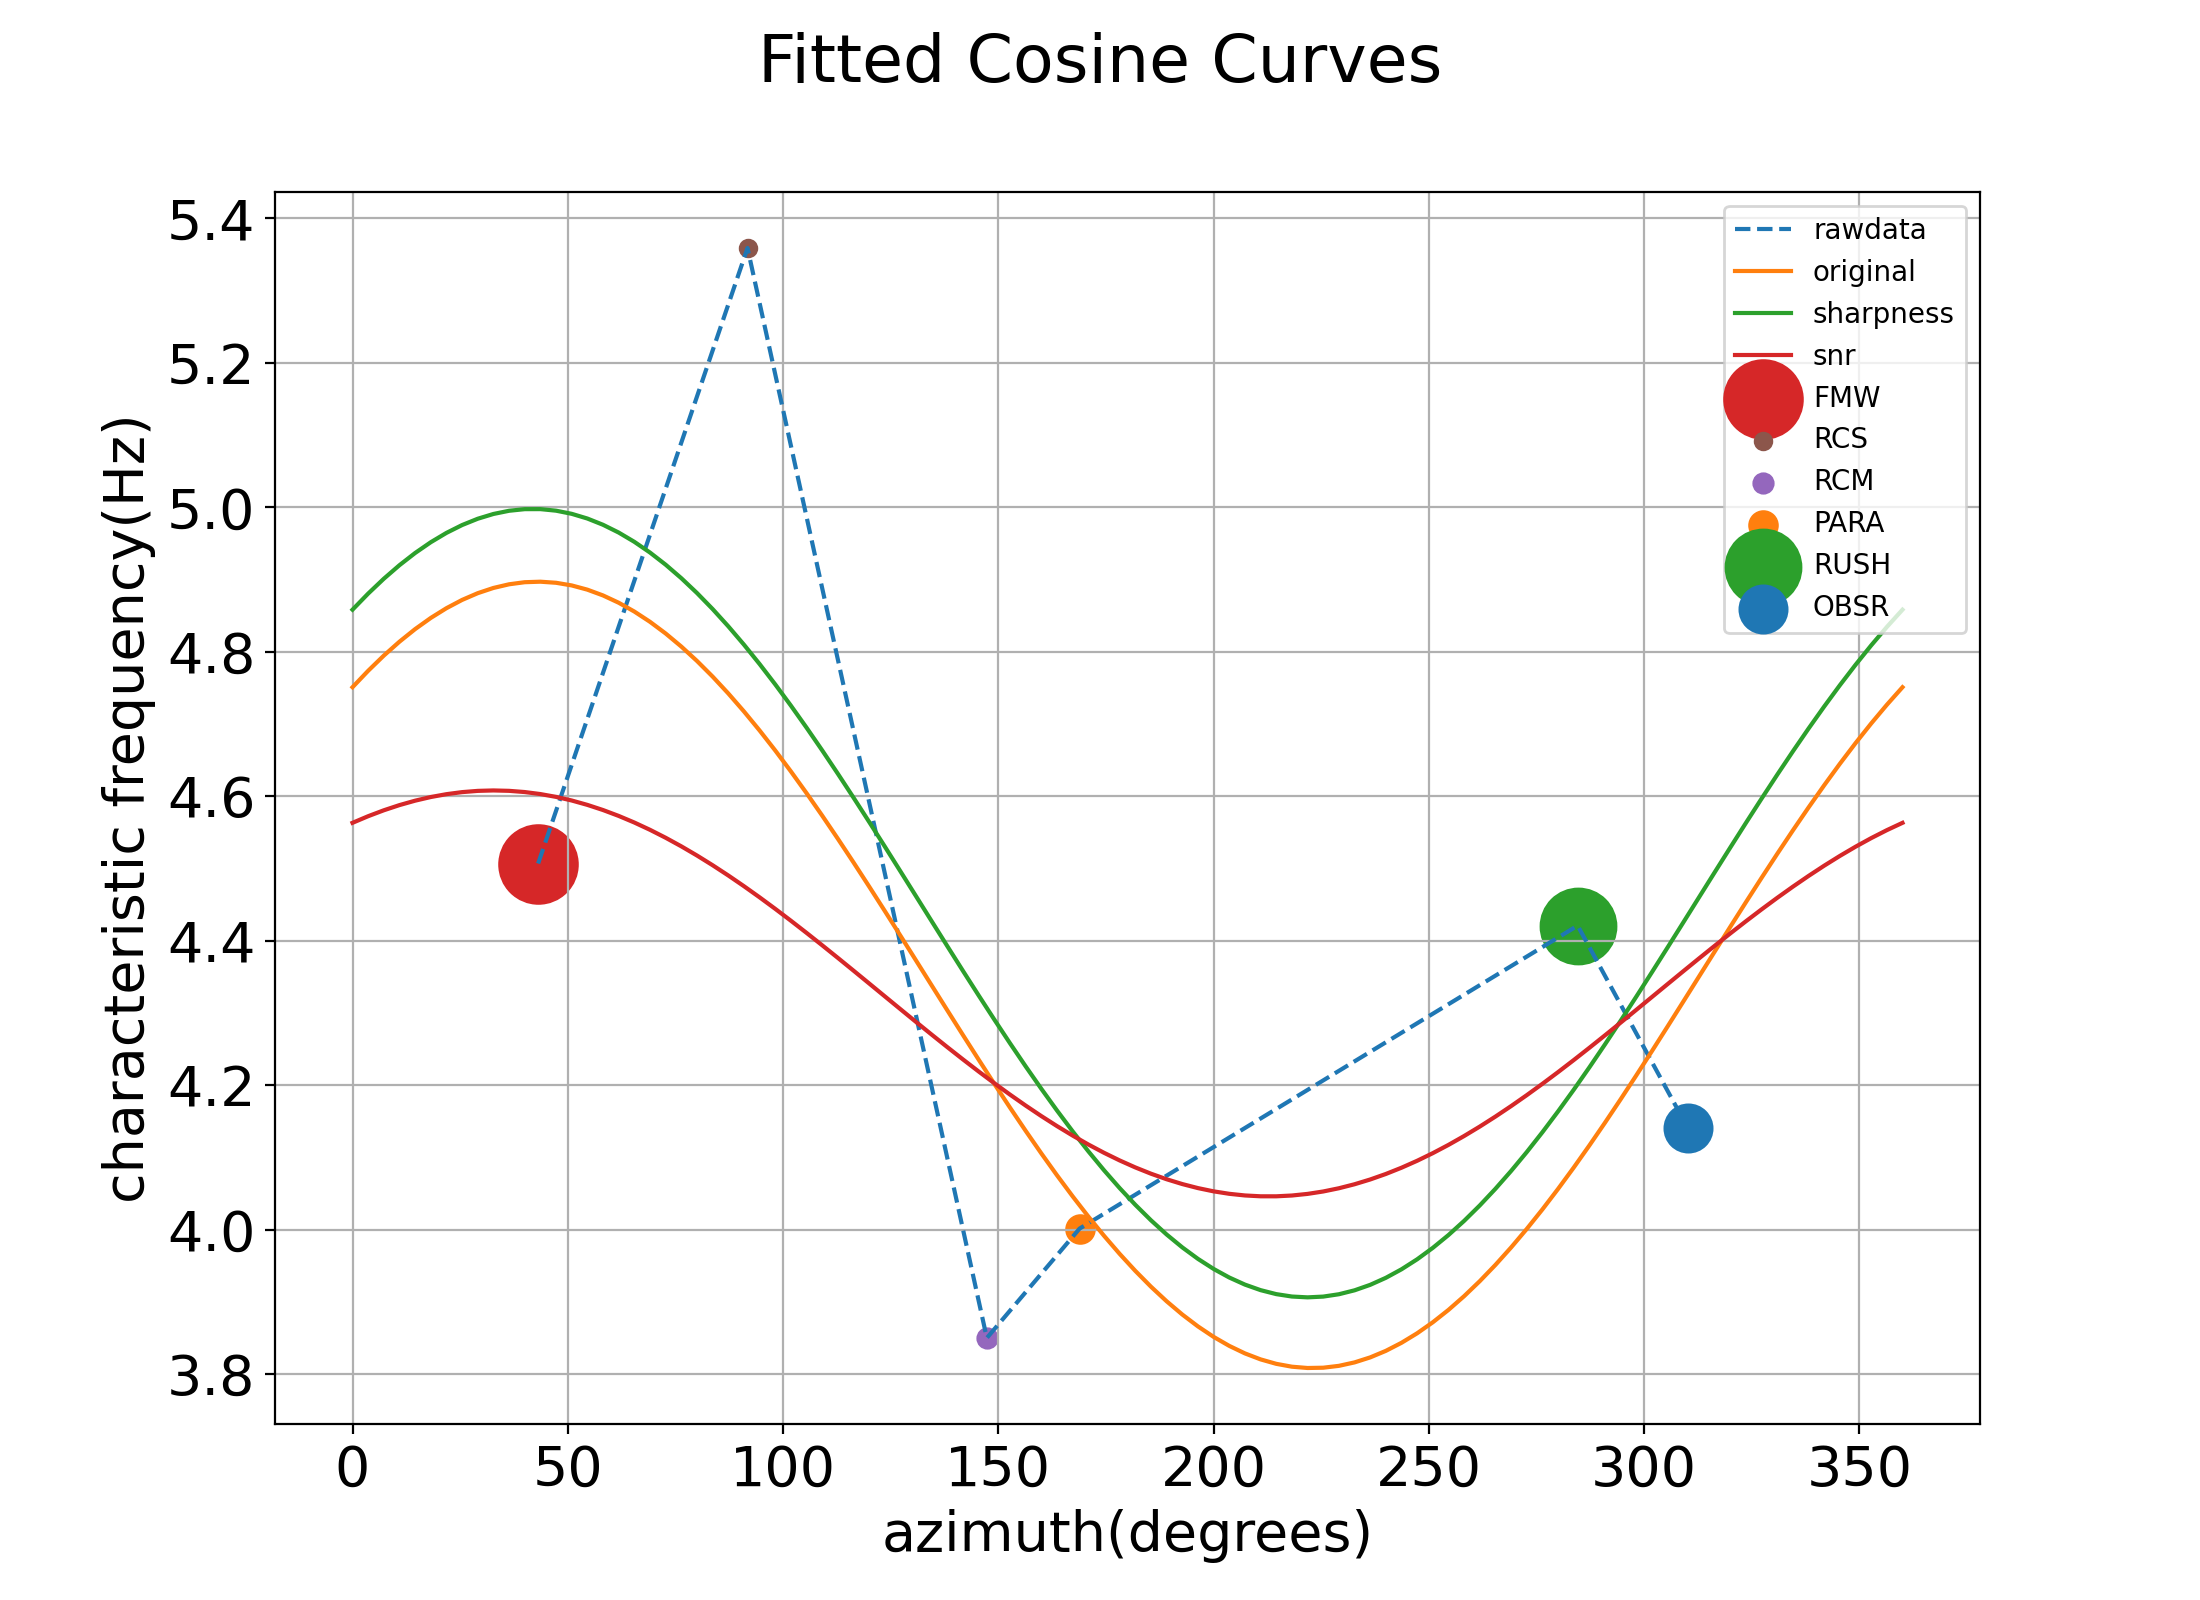 Fitted Cosine Curves
5.4
5.2
5.0
4.8
4.6
4.4
4.2
4.0
3.8
characteristic frequency(Hz)
rawdata
original
sharpness
snr
FMW
RCS
RCM
PARA
RUSH
OBSR
0 50 100 150 200 250 300 350
azimuth(degrees)